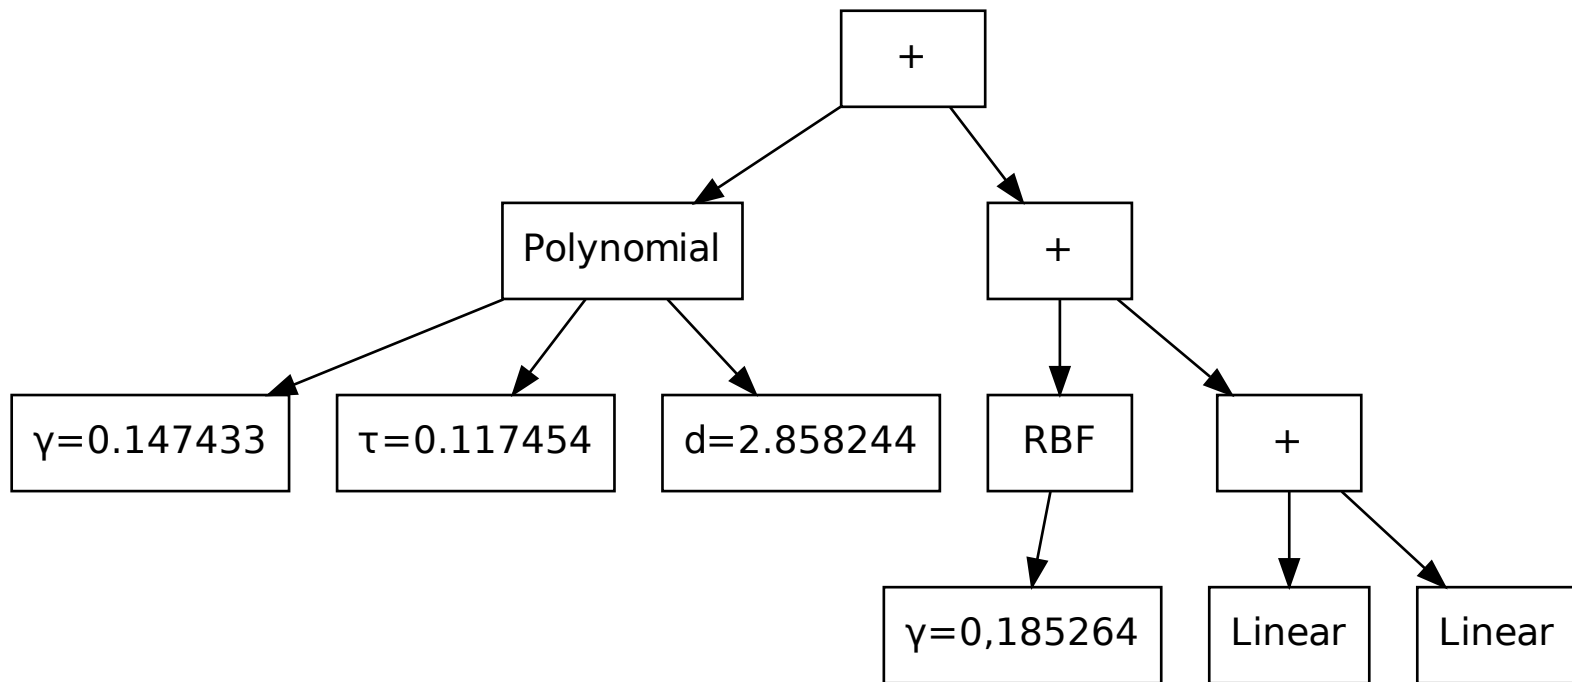 +
Polynomial
+
γ=0.147433
τ=0.117454
d=2.858244
RBF
+
γ=0,185264
Linear
Linear